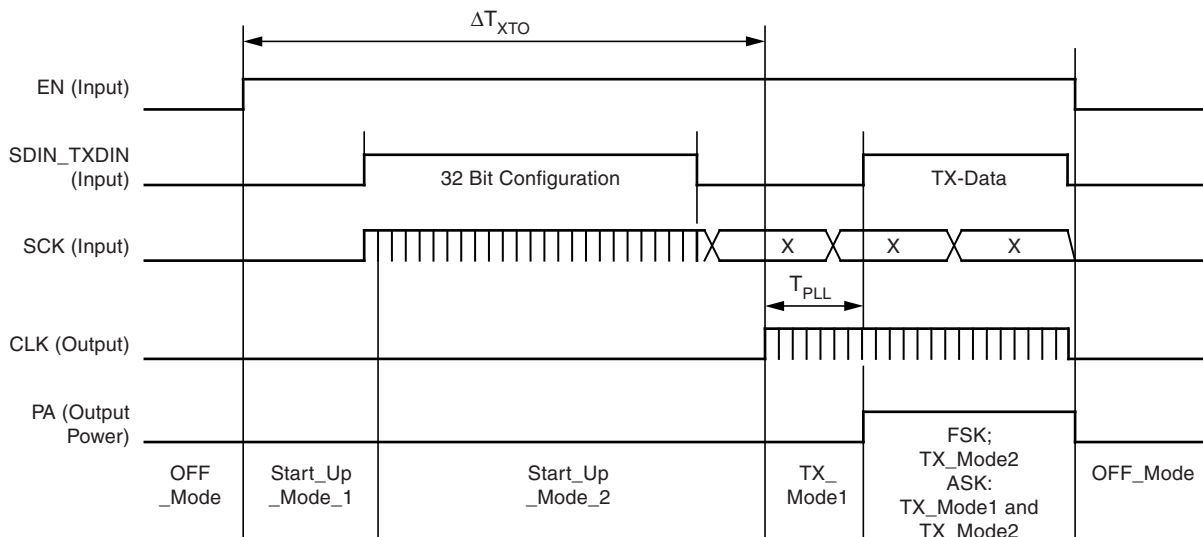 ΔT_XTO
EN (Input)
SDIN_TXDIN
(Input)
32 Bit Configuration
TX-Data
SCK (Input)
X
X
X
T_PLL
CLK (Output)
PA (Output
Power)
OFF
_Mode
Start_Up
_Mode_1
Start_Up
_Mode_2
TX_
Mode1
FSK;
TX_Mode2
ASK:
TX_Mode1 and
TX_Mode2
OFF_Mode